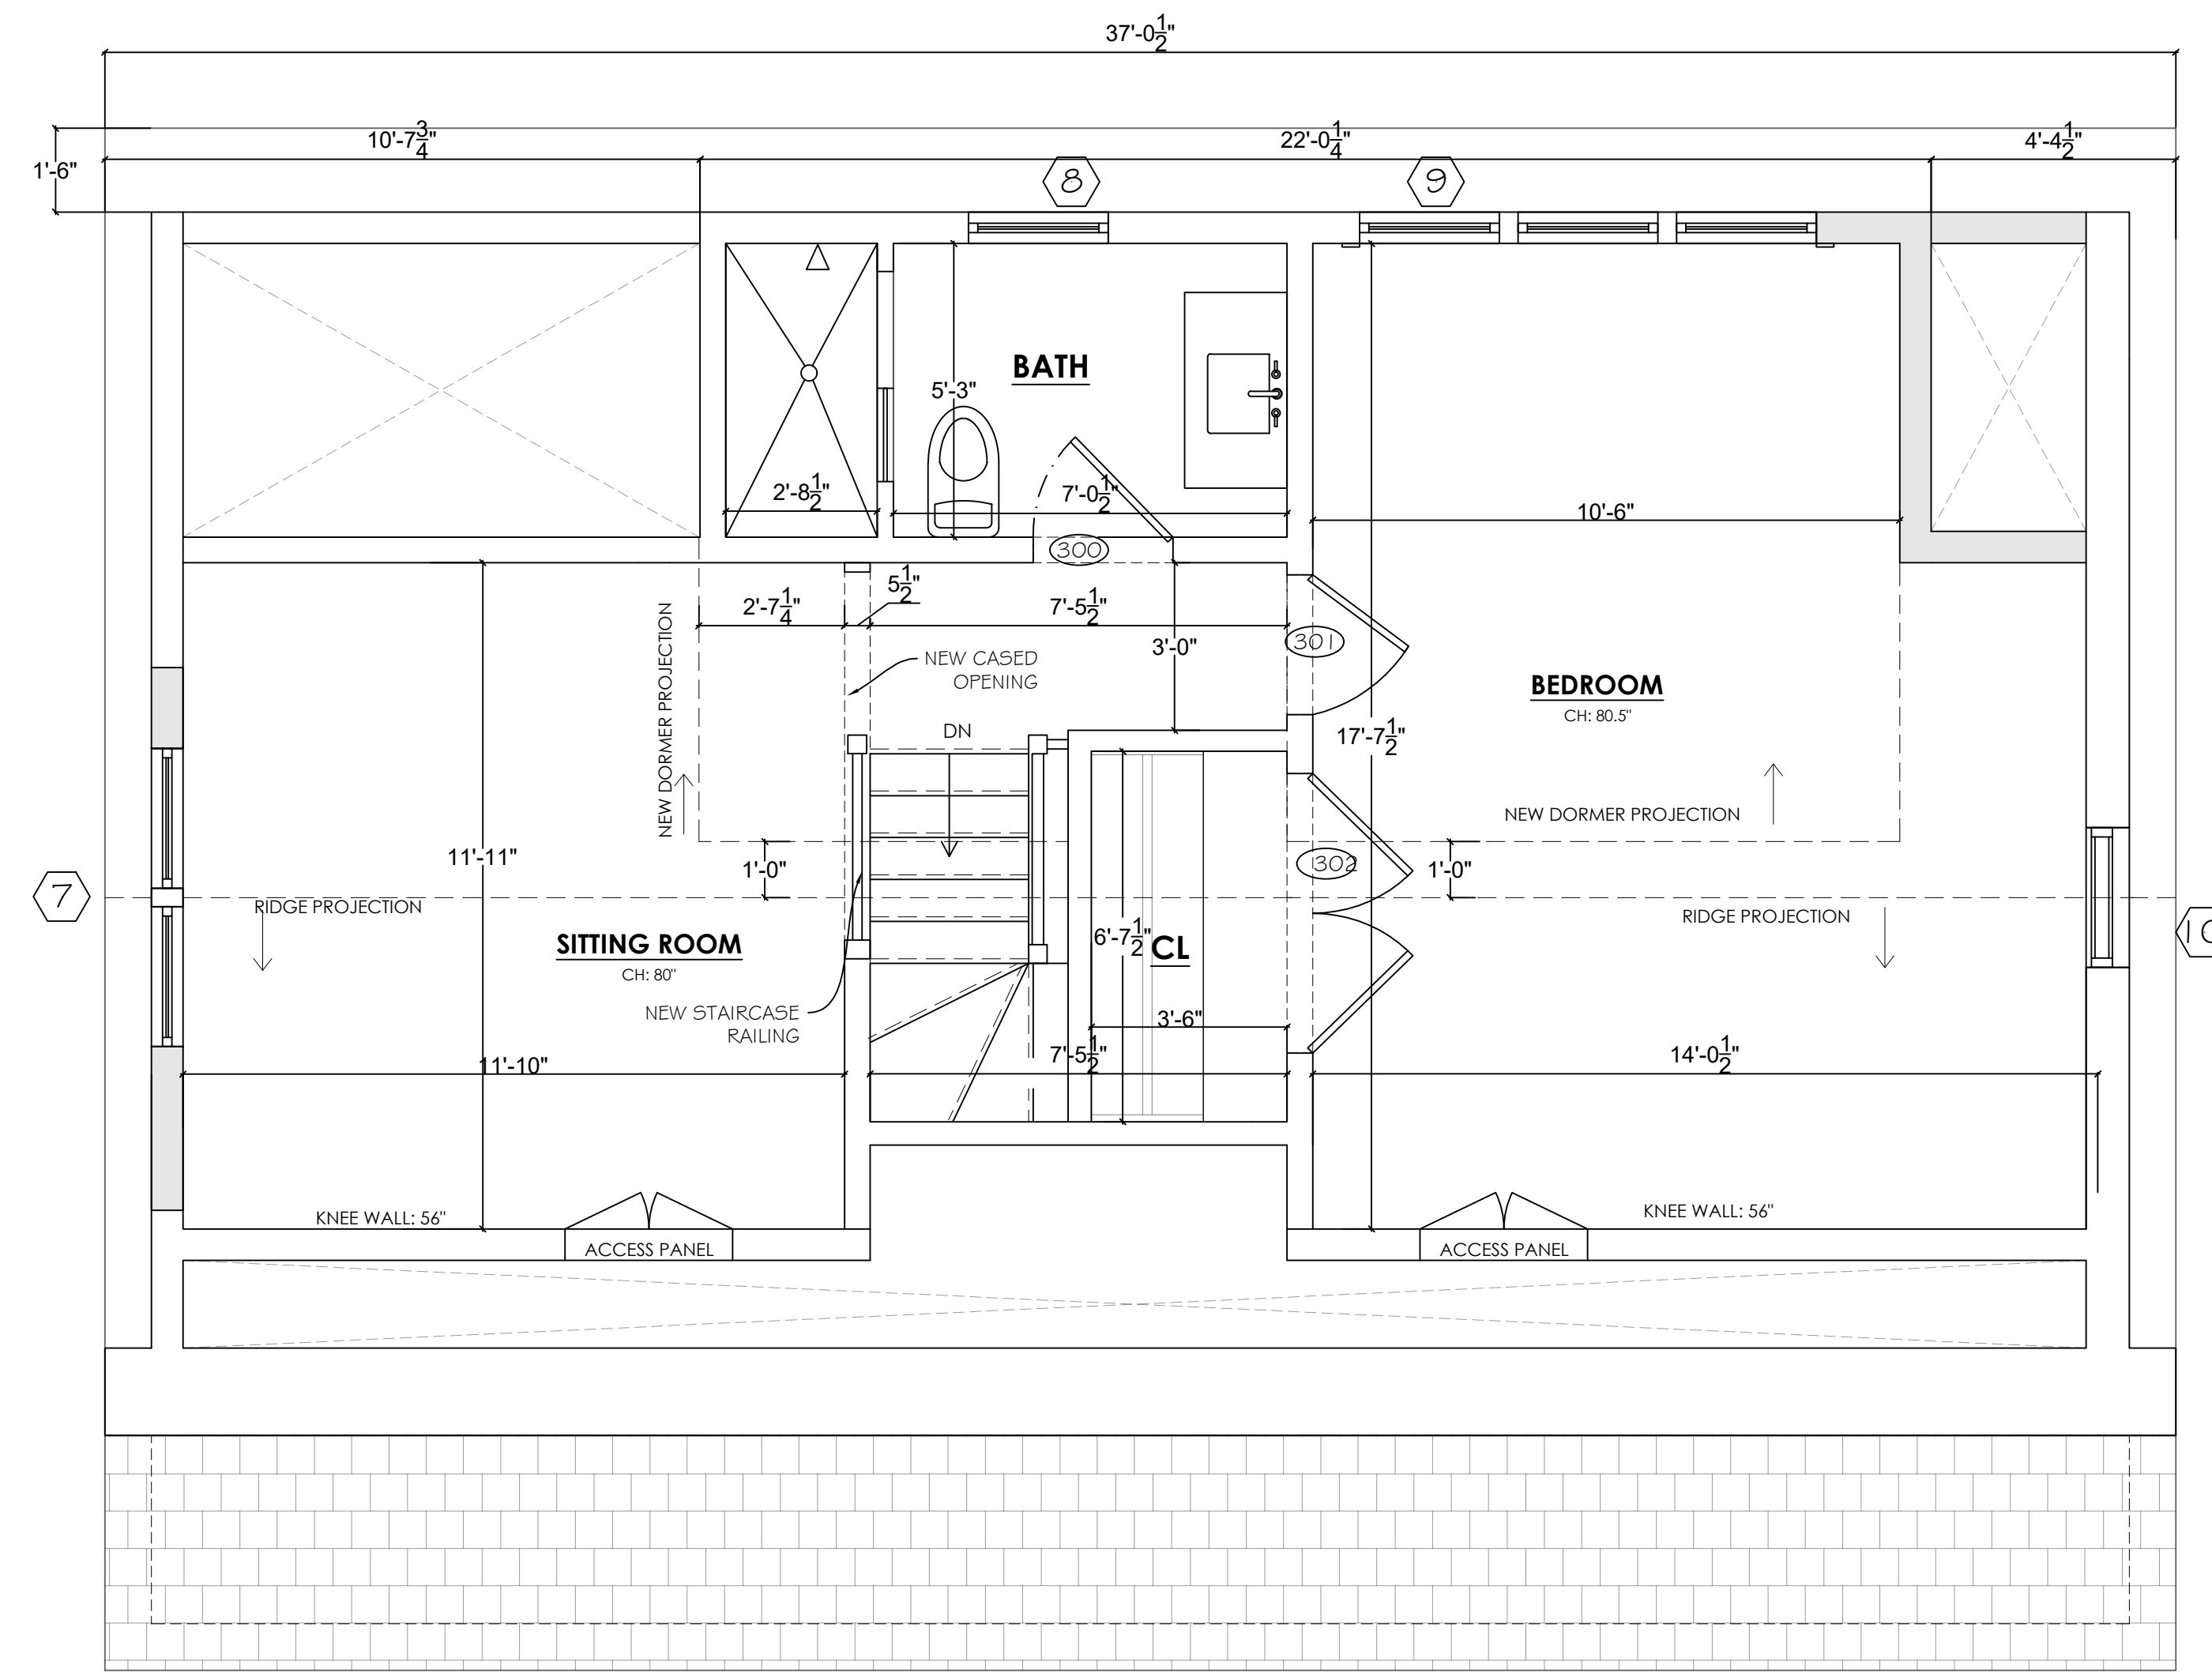 37'-0 1/2"
10'-7 3/4"
22'-0 1/4"
4'-4 1/2"
1'-6"
8
9
BATH
5'-3"
2'-8 1/2"
7'-0 1/2"
10'-6"
300
5 1/2"
2'-7 1/4"
7'-5 1/2"
3'-0"
301
NEW CASED
OPENING
NEW DORMER PROJECTION
BEDROOM
CH: 80.5"
DN
17'-7 1/2"
NEW DORMER PROJECTION
11'-11"
1'-0"
302
1'-0"
7
RIDGE PROJECTION
RIDGE PROJECTION
10
SITTING ROOM
CH: 80"
6'-7 1/2"
CL
NEW STAIRCASE
RAILING
3'-6"
11'-10"
7'-5 1/2"
14'-0 1/2"
KNEE WALL: 56"
KNEE WALL: 56"
ACCESS PANEL
ACCESS PANEL